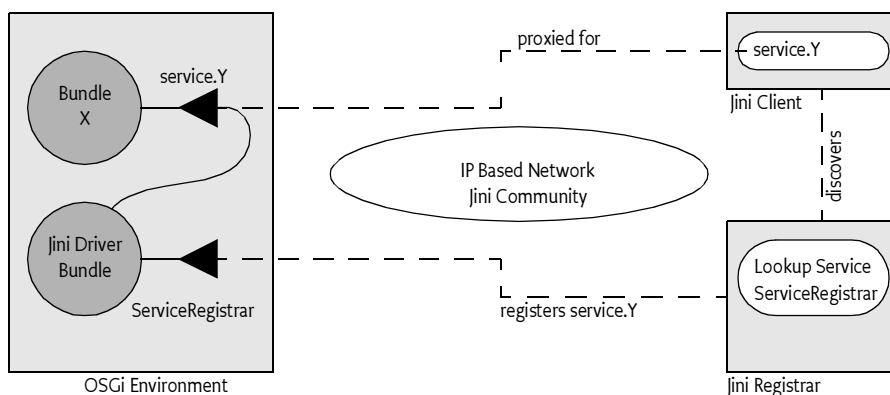 proxied for
service.Y
service.Y
Bundle
X
Jini Client
IP Based Network
Jini Community
discovers
Jini Driver
Bundle
Lookup Service
ServiceRegistrar
ServiceRegistrar
registers service.Y
OSGi Environment
Jini Registrar